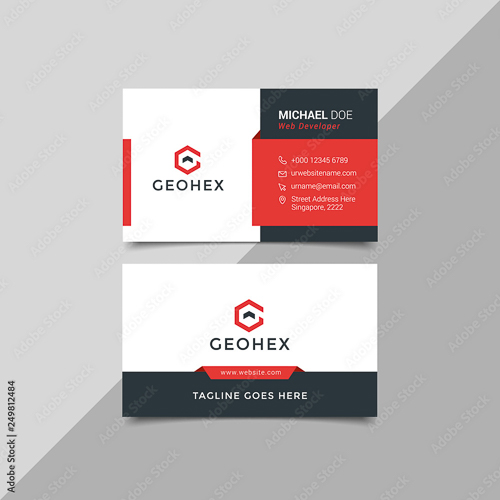 MICHAEL DOE
Web Developer
GEOHEX
+000 12345 6789
urwebsitename.com
urname@email.com
Street Address Here
Singapore, 2222
GEOHEX
www.website.com
TAGLINE GOES HERE
Adobe Stock
Adobe Stock | #249812484